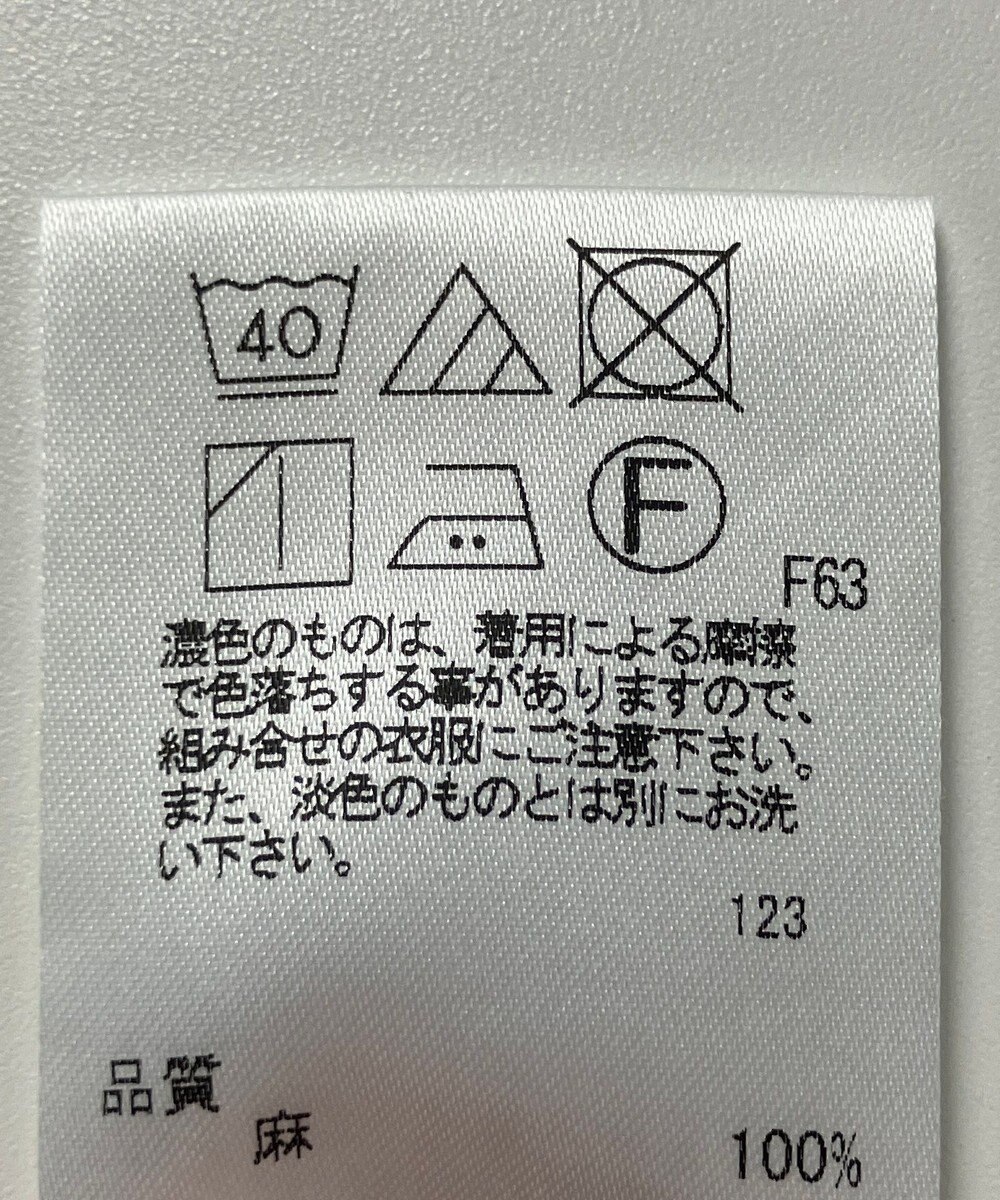 40
F
F63
濃色のものは、着用による摩擦
で色落ちする事がありますので、
組み合せの衣服にご注意下さい。
また、淡色のものとは別にお洗
い下さい。
123
品質
麻 100%